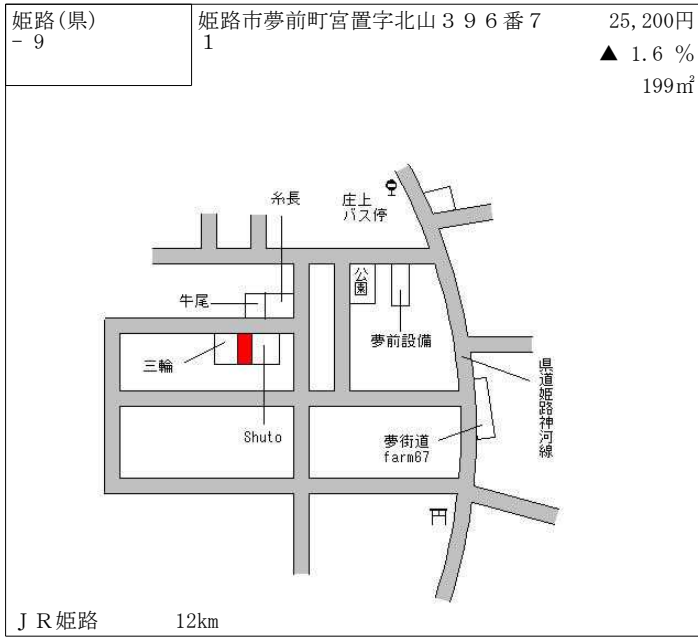 姫路(県)
- 9
姫路市夢前町宮置字北山３９６番７
1
25,200円
▲ 1.6 %
199㎡
糸長
庄上
バス停
公園
牛尾
夢前設備
三輪
県道姫路神河線
Shuto
夢街道
farm67
ＪＲ姫路 12km